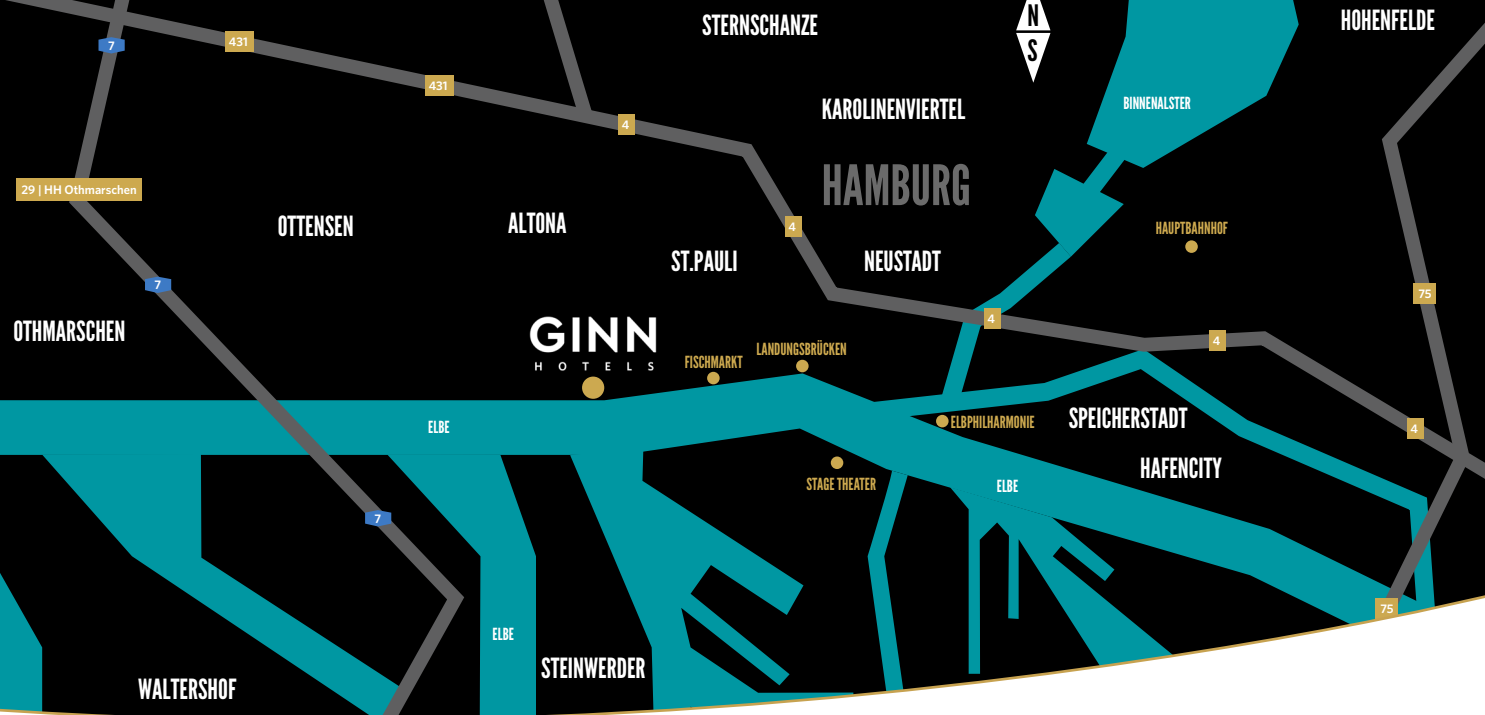 STERNSCHANZE
N
S
HOHENFELDE
7
431
431
KAROLINENVIERTEL
BINNENALSTER
4
HAMBURG
29 | HH Othmarschen
OTTENSEN
ALTONA
4
HAUPTBAHNHOF
ST.PAULI
NEUSTADT
7
75
OTHMARSCHEN
GINN
HOTELS
4
4
LANDUNGSBRÜCKEN
FISCHMARKT
ELBE
ELBPHILHARMONIE
SPEICHERSTADT
4
HAFENCITY
STAGE THEATER
ELBE
7
75
ELBE
STEINWERDER
WALTERSHOF